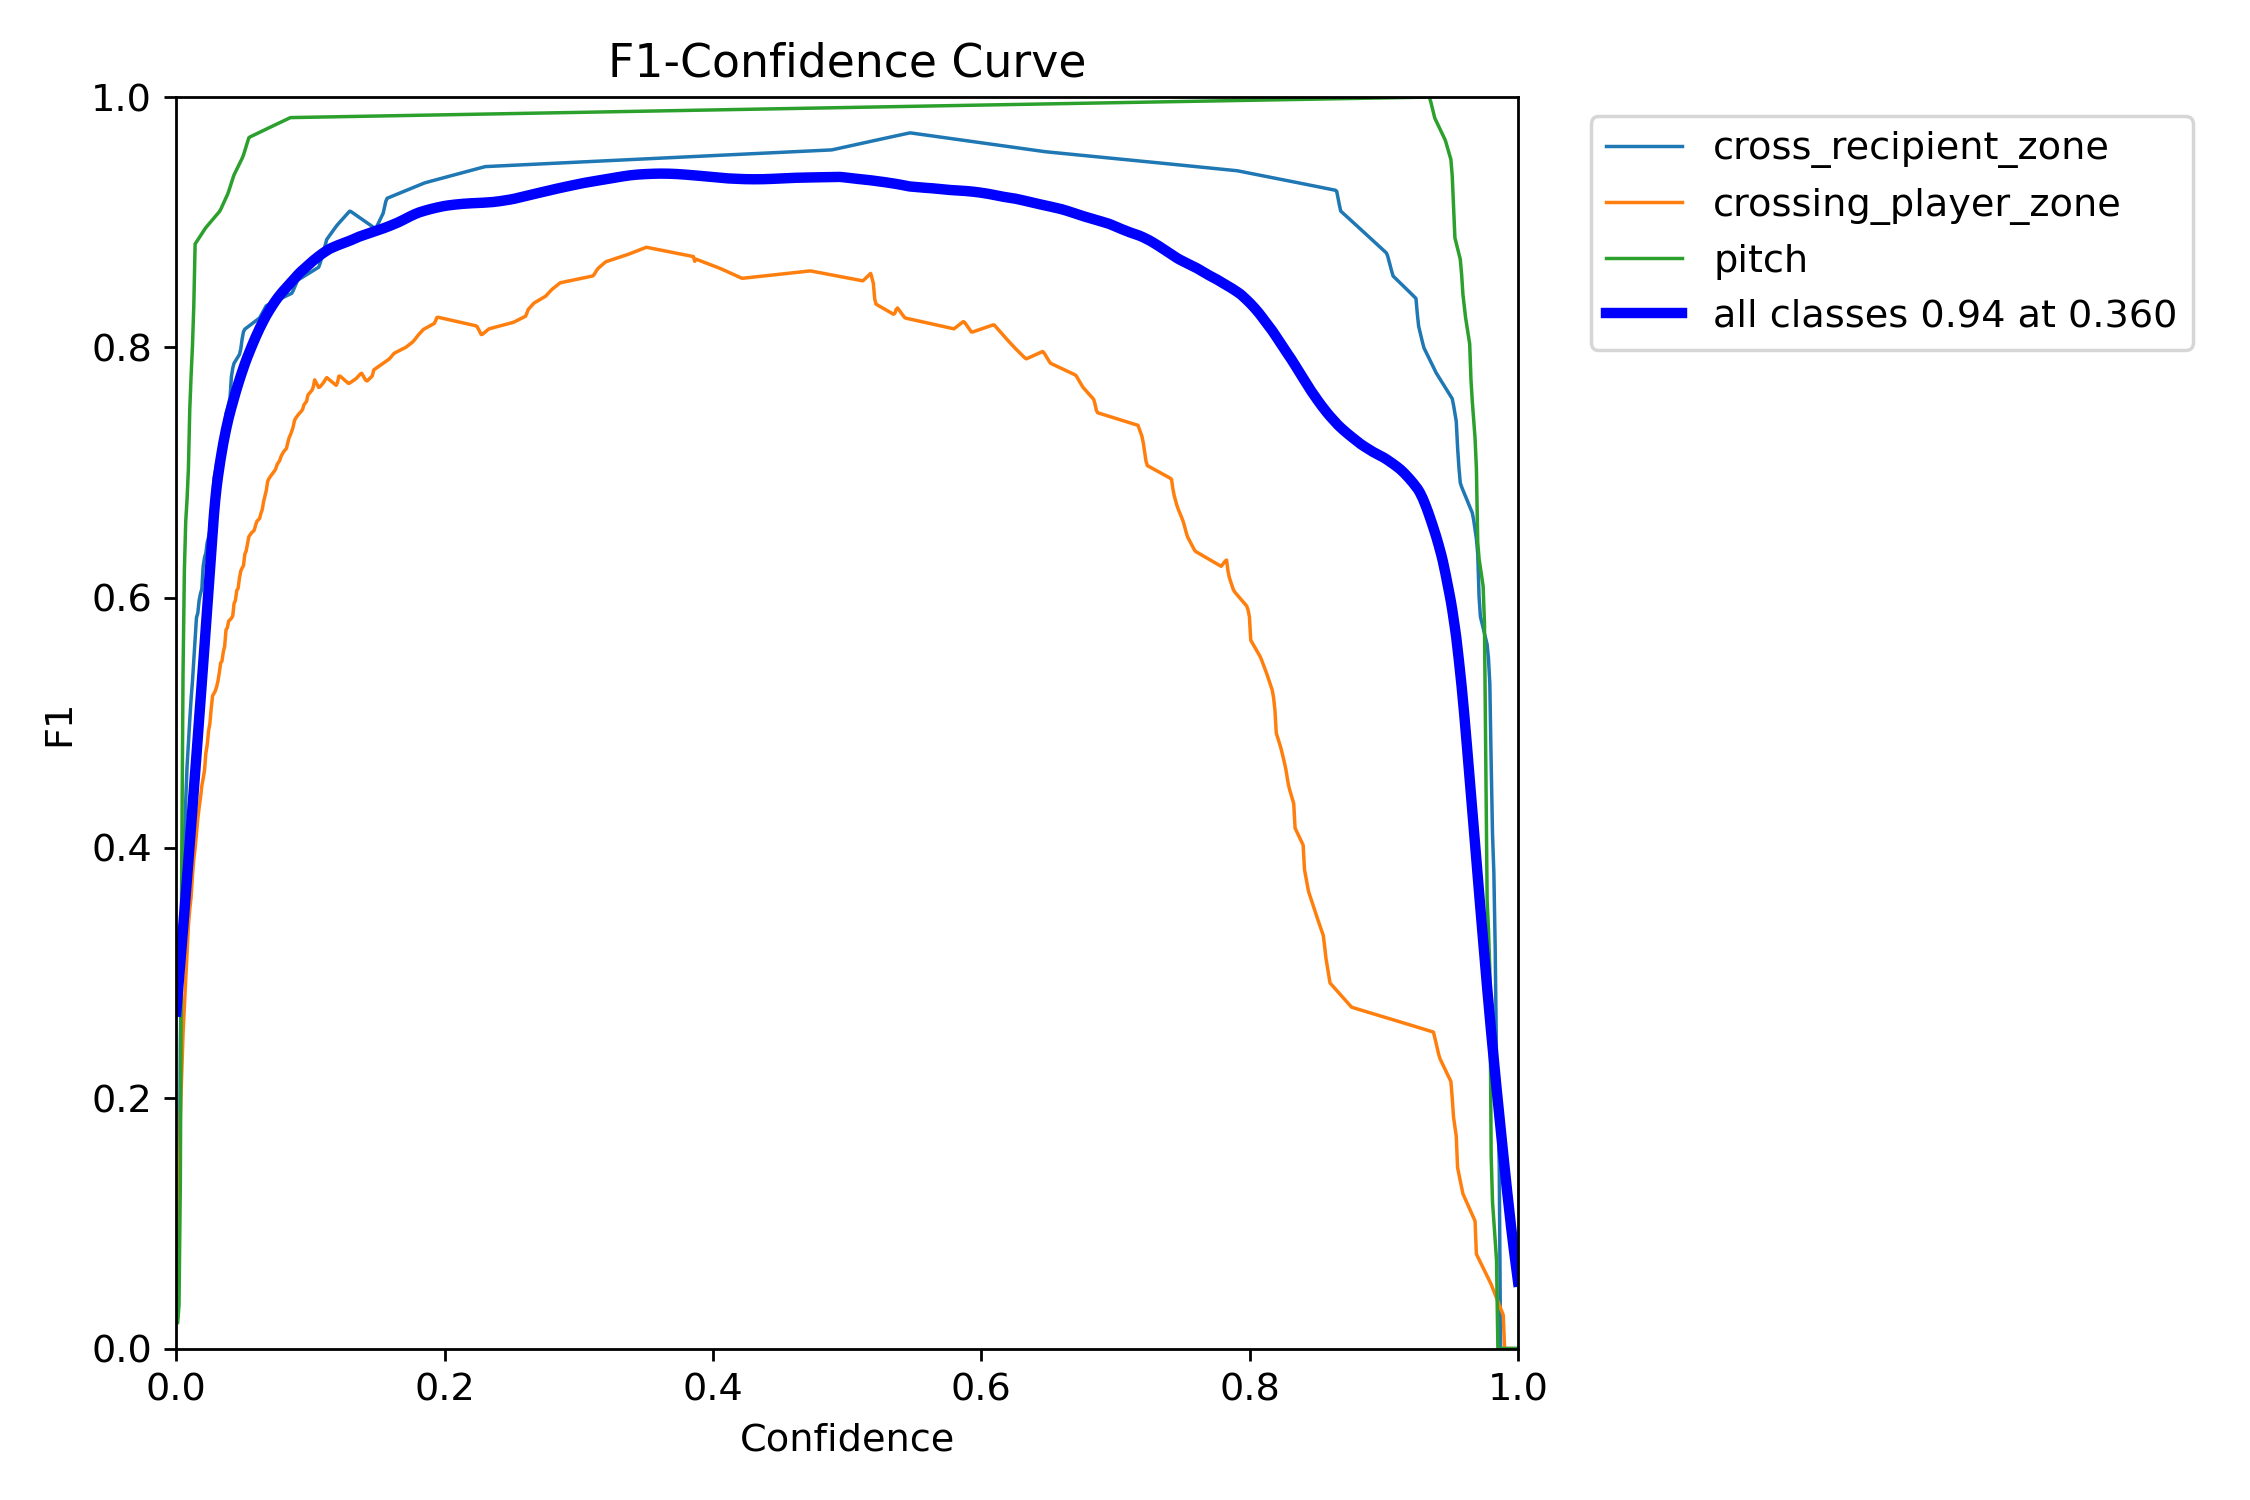 F1-Confidence Curve
1.0
0.8
0.6
0.4
0.2
0.0
F1
0.0 0.2 0.4 0.6 0.8 1.0
Confidence
cross_recipient_zone
crossing_player_zone
pitch
all classes 0.94 at 0.360